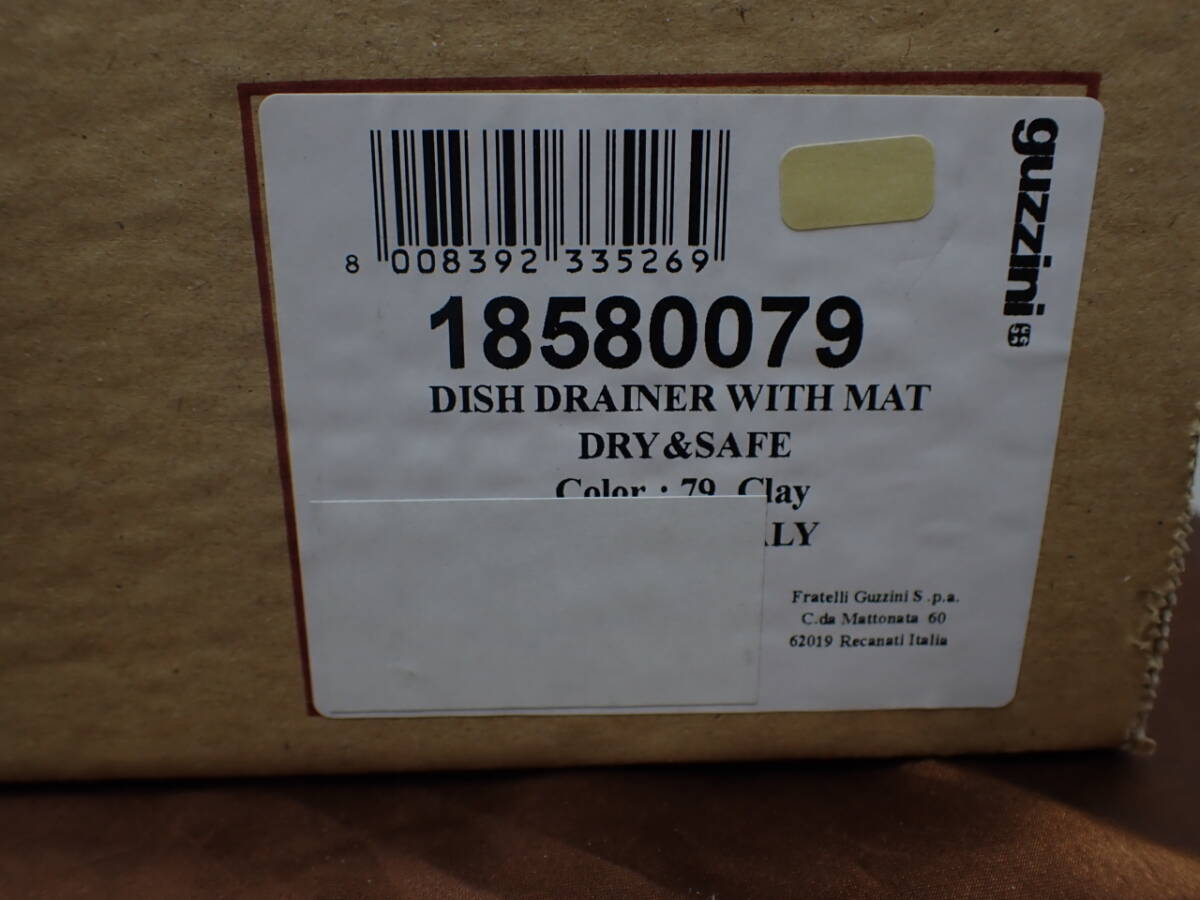 8 008392 335269
guzzini
18580079
DISH DRAINER WITH MAT
DRY&SAFE
Color : 79 Clay
Fratelli Guzzini S.p.a.
C.da Mattonata 60
62019 Recanati Italia